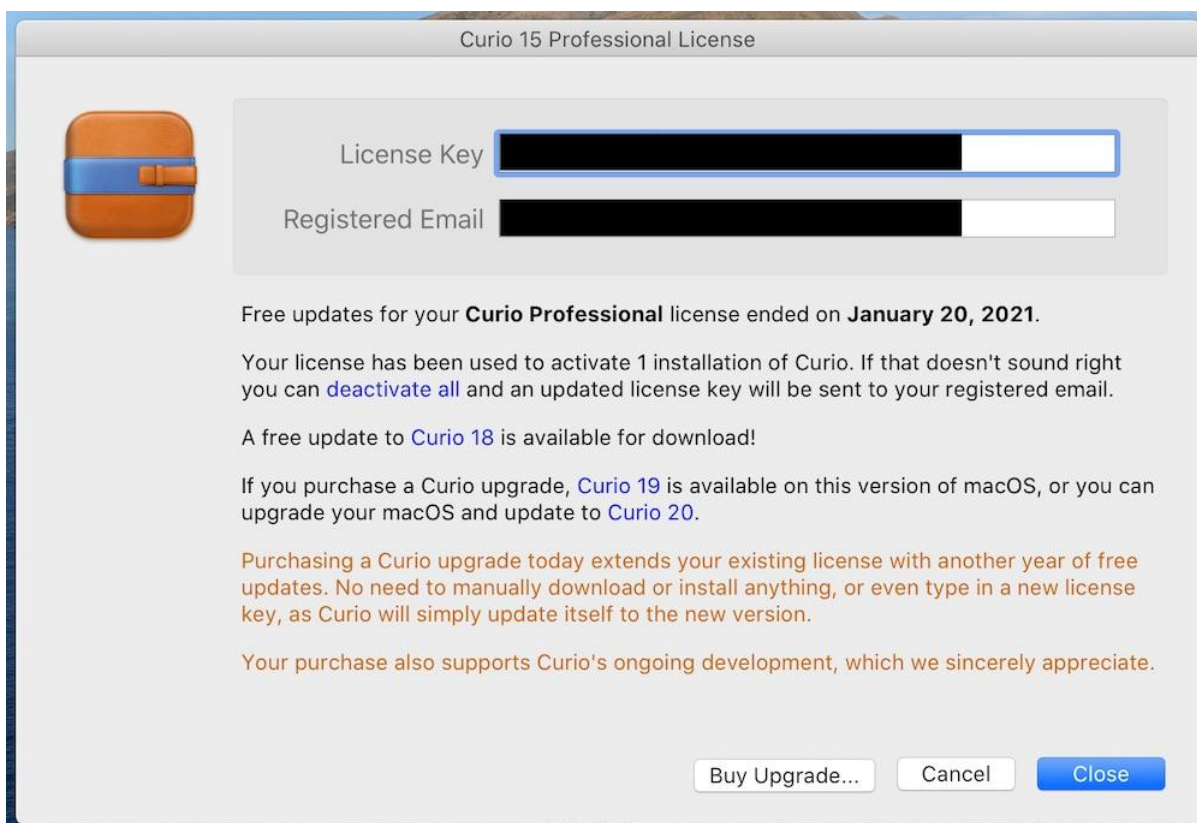 Curio 15 Professional License
License Key
Registered Email
Free updates for your Curio Professional license ended on January 20, 2021.
Your license has been used to activate 1 installation of Curio. If that doesn't sound right
you can deactivate all and an updated license key will be sent to your registered email.
A free update to Curio 18 is available for download!
If you purchase a Curio upgrade, Curio 19 is available on this version of macOS, or you can
upgrade your macOS and update to Curio 20.
Purchasing a Curio upgrade today extends your existing license with another year of free
updates. No need to manually download or install anything, or even type in a new license
key, as Curio will simply update itself to the new version.
Your purchase also supports Curio's ongoing development, which we sincerely appreciate.
Buy Upgrade... Cancel Close